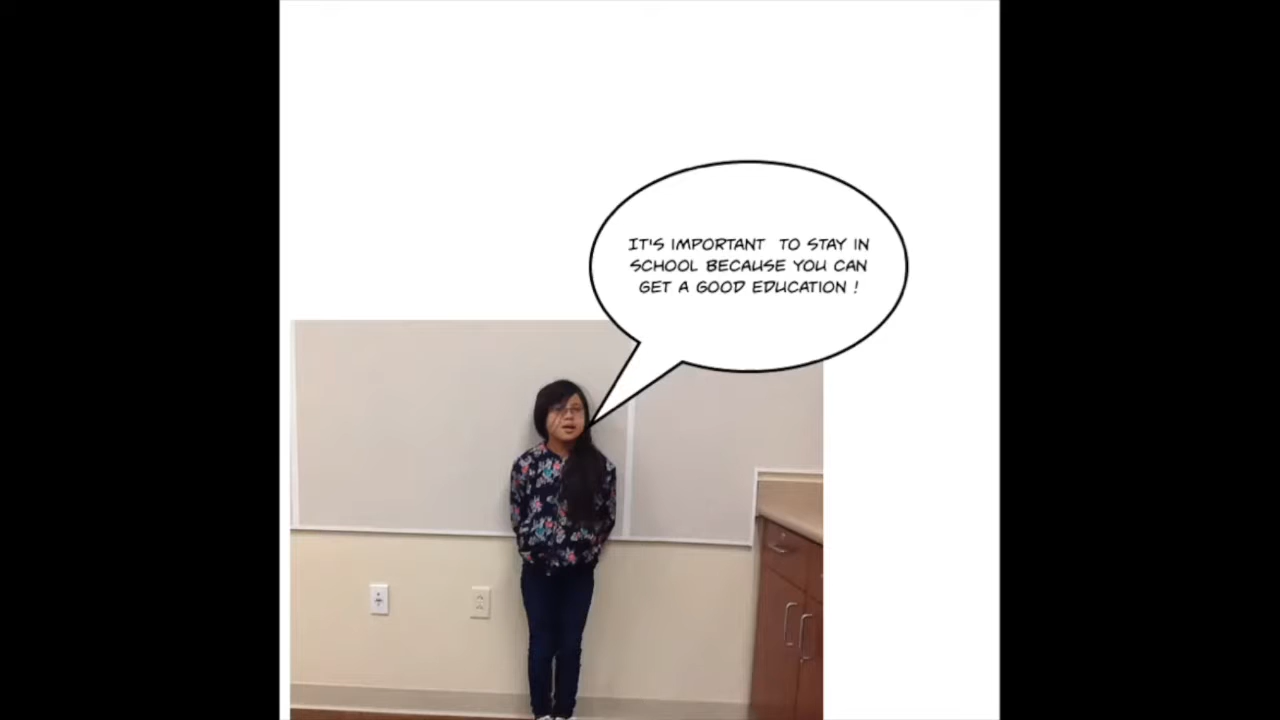 IT'S IMPORTANT TO STAY IN
SCHOOL BECAUSE YOU CAN
GET A GOOD EDUCATION !